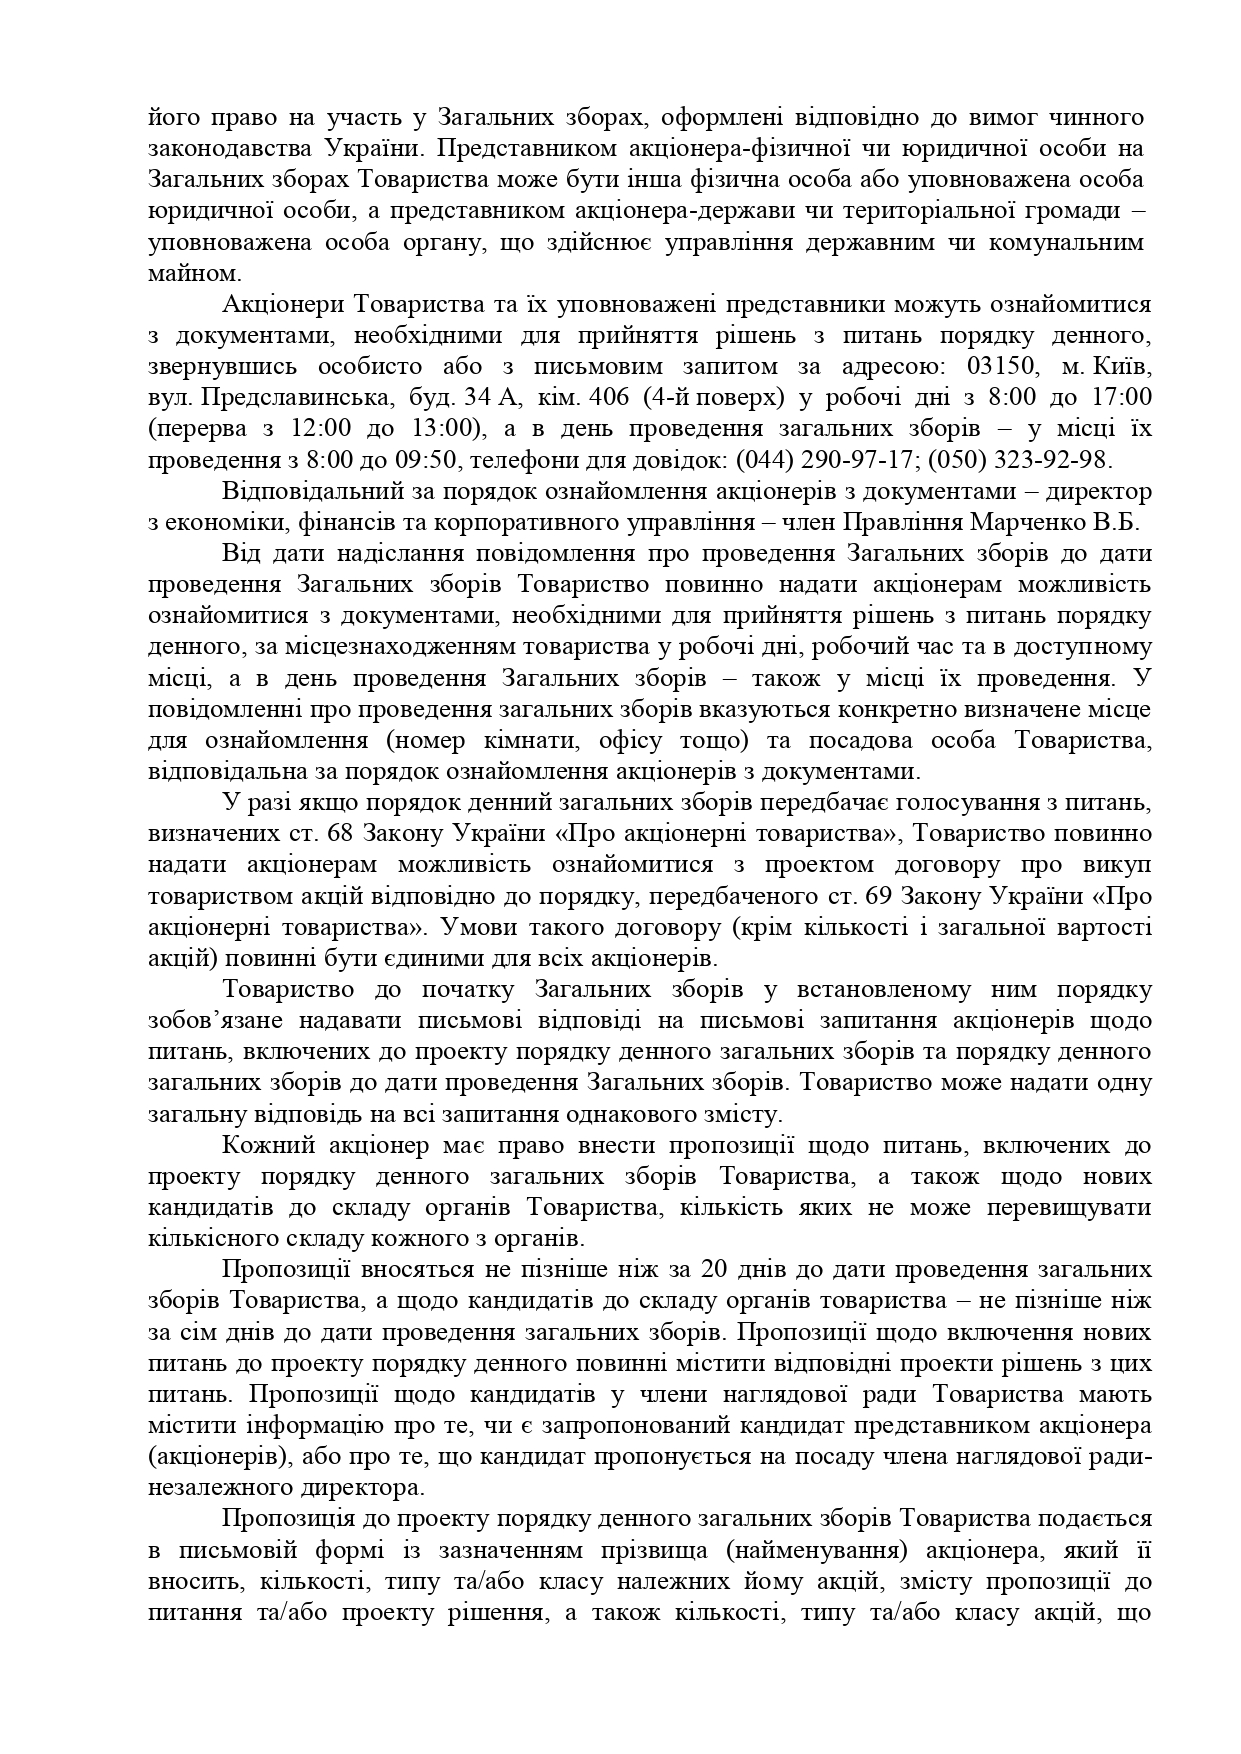 його право на участь у Загальних зборах, оформлені відповідно до вимог чинного
законодавства України. Представником акціонера-фізичної чи юридичної особи на
Загальних зборах Товариства може бути інша фізична особа або уповноважена особа
юридичної особи, а представником акціонера-держави чи територіальної громади –
уповноважена особа органу, що здійснює управління державним чи комунальним
майном.
Акціонери Товариства та їх уповноважені представники можуть ознайомитися
з документами, необхідними для прийняття рішень з питань порядку денного,
звернувшись особисто або з письмовим запитом за адресою: 03150, м. Київ,
вул. Предславинська, буд. 34 А, кім. 406 (4-й поверх) у робочі дні з 8:00 до 17:00
(перерва з 12:00 до 13:00), а в день проведення загальних зборів – у місці їх
проведення з 8:00 до 09:50, телефони для довідок: (044) 290-97-17; (050) 323-92-98.
Відповідальний за порядок ознайомлення акціонерів з документами – директор
з економіки, фінансів та корпоративного управління – член Правління Марченко В.Б.
Від дати надіслання повідомлення про проведення Загальних зборів до дати
проведення Загальних зборів Товариство повинно надати акціонерам можливість
ознайомитися з документами, необхідними для прийняття рішень з питань порядку
денного, за місцезнаходженням товариства у робочі дні, робочий час та в доступному
місці, а в день проведення Загальних зборів – також у місці їх проведення. У
повідомленні про проведення загальних зборів вказуються конкретно визначене місце
для ознайомлення (номер кімнати, офісу тощо) та посадова особа Товариства,
відповідальна за порядок ознайомлення акціонерів з документами.
У разі якщо порядок денний загальних зборів передбачає голосування з питань,
визначених ст. 68 Закону України «Про акціонерні товариства», Товариство повинно
надати акціонерам можливість ознайомитися з проектом договору про викуп
товариством акцій відповідно до порядку, передбаченого ст. 69 Закону України «Про
акціонерні товариства». Умови такого договору (крім кількості і загальної вартості
акцій) повинні бути єдиними для всіх акціонерів.
Товариство до початку Загальних зборів у встановленому ним порядку
зобов’язане надавати письмові відповіді на письмові запитання акціонерів щодо
питань, включених до проекту порядку денного загальних зборів та порядку денного
загальних зборів до дати проведення Загальних зборів. Товариство може надати одну
загальну відповідь на всі запитання однакового змісту.
Кожний акціонер має право внести пропозиції щодо питань, включених до
проекту порядку денного загальних зборів Товариства, а також щодо нових
кандидатів до складу органів Товариства, кількість яких не може перевищувати
кількісного складу кожного з органів.
Пропозиції вносяться не пізніше ніж за 20 днів до дати проведення загальних
зборів Товариства, а щодо кандидатів до складу органів товариства – не пізніше ніж
за сім днів до дати проведення загальних зборів. Пропозиції щодо включення нових
питань до проекту порядку денного повинні містити відповідні проекти рішень з цих
питань. Пропозиції щодо кандидатів у члени наглядової ради Товариства мають
містити інформацію про те, чи є запропонований кандидат представником акціонера
(акціонерів), або про те, що кандидат пропонується на посаду члена наглядової ради-
незалежного директора.
Пропозиція до проекту порядку денного загальних зборів Товариства подається
в письмовій формі із зазначенням прізвища (найменування) акціонера, який її
вносить, кількості, типу та/або класу належних йому акцій, змісту пропозиції до
питання та/або проекту рішення, а також кількості, типу та/або класу акцій, що